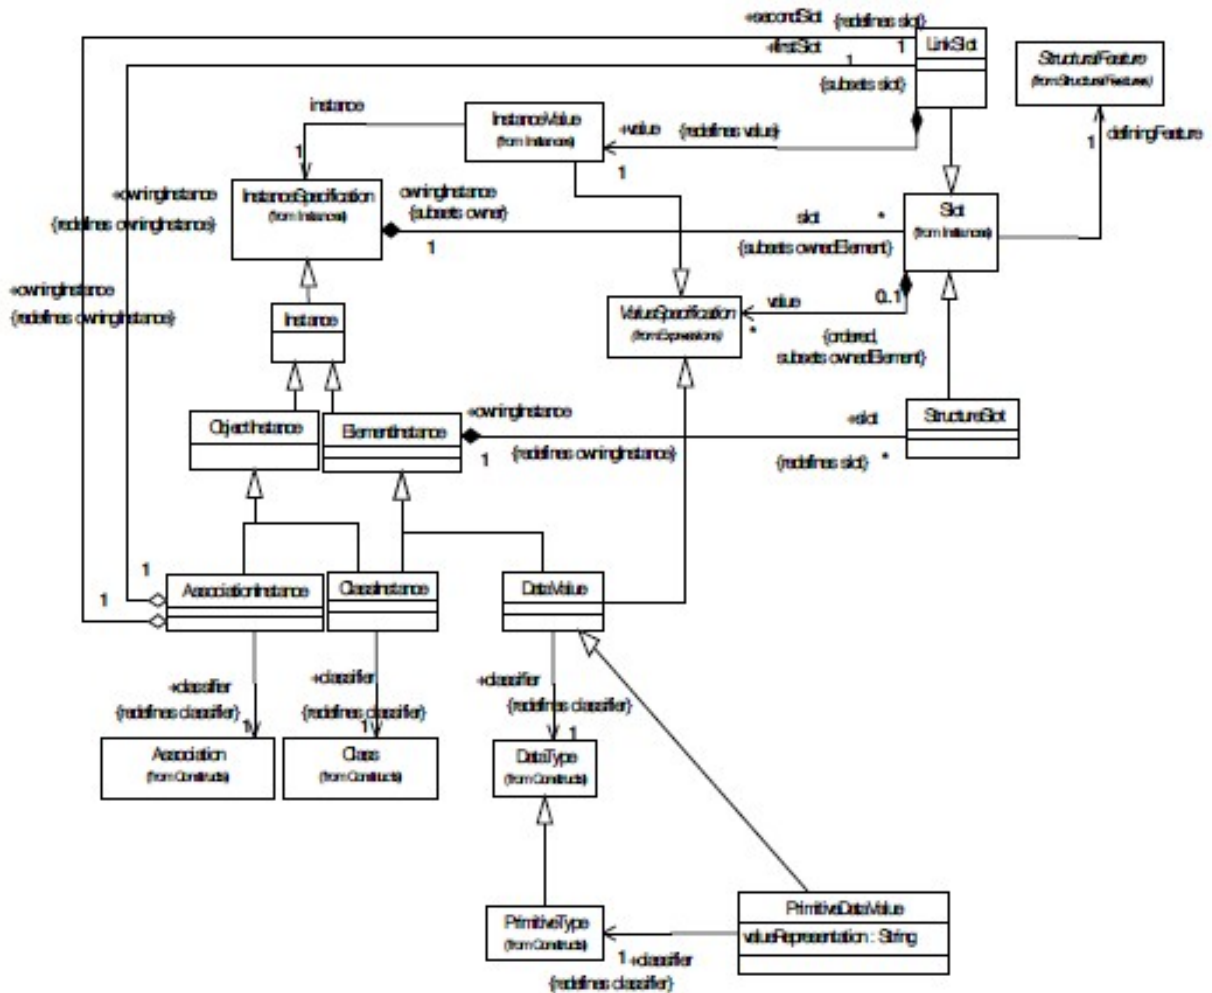 +secondSlot {redefines slot}
1
LinkSlot
+firstSlot
1
{subsets slot}
StructuralFeature
(from StructuralFeatures)
instance
InstanceValue
(from Instances)
+value {redefines value}
1
definingFeature
1
1
+owningInstance
{redefines owningInstance}
InstanceSpecification
(from Instances)
owningInstance
{subsets owner}
1
slot *
{subsets ownedElement}
Slot
(from Instances)
+owningInstance
{redefines owningInstance}
Instance
ValueSpecification
(from Expressions)
value
*
0..1
{ordered,
subsets ownedElement}
ObjectInstance
ElementInstance
+owningInstance
1
{redefines owningInstance}
+slot
{redefines slot} *
StructureSlot
1
1
AssociationInstance
ClassInstance
DataValue
+classifier
{redefines classifier}
1
+classifier
{redefines classifier}
1
+classifier
{redefines classifier}
1
Association
(from Constructs)
Class
(from Constructs)
DataType
(from Constructs)
PrimitiveType
(from Constructs)
PrimitiveDataValue
valueRepresentation : String
1 +classifier
{redefines classifier}